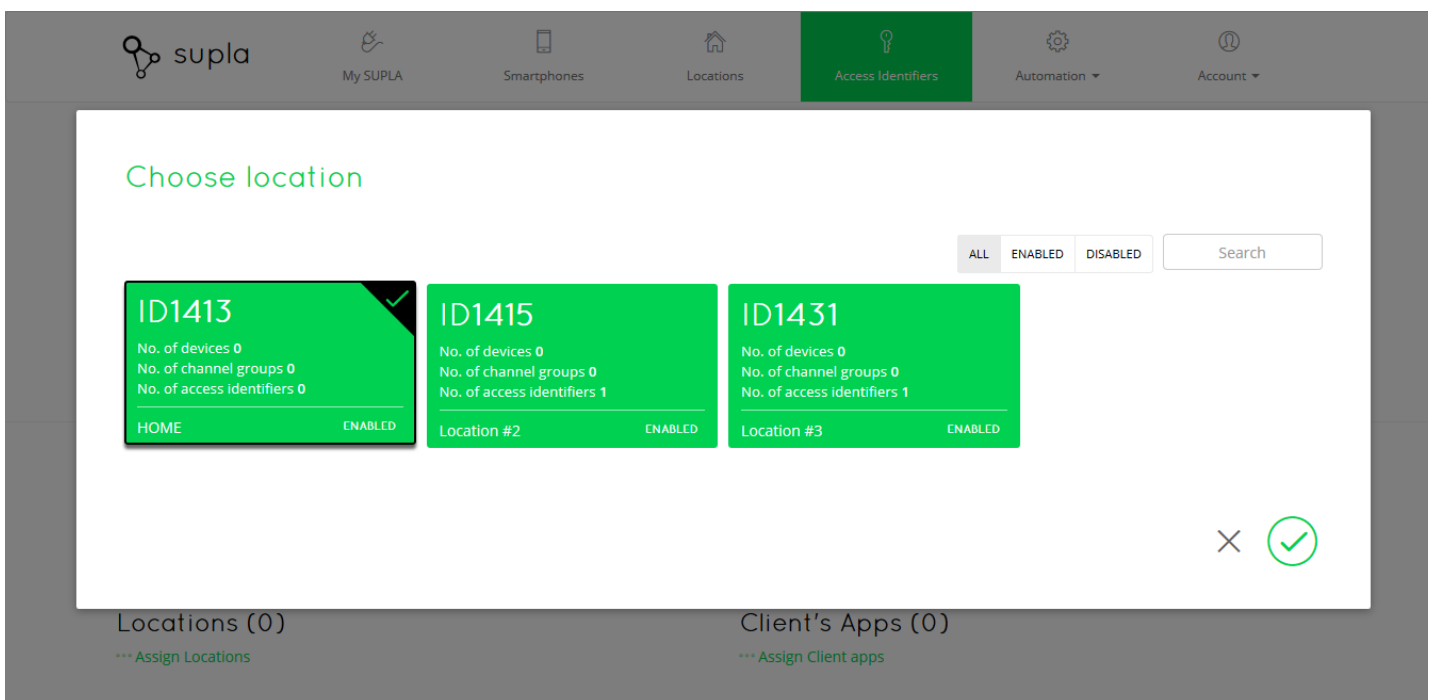 supla
My SUPLA
Smartphones
Locations
Access Identifiers
Automation
Account
Choose location
ALL
ENABLED
DISABLED
Search
ID1413
No. of devices 0
No. of channel groups 0
No. of access identifiers 0
HOME
ENABLED
ID1415
No. of devices 0
No. of channel groups 0
No. of access identifiers 1
Location #2
ENABLED
ID1431
No. of devices 0
No. of channel groups 0
No. of access identifiers 1
Location #3
ENABLED
Locations (0)
Assign Locations
Client's Apps (0)
Assign Client apps